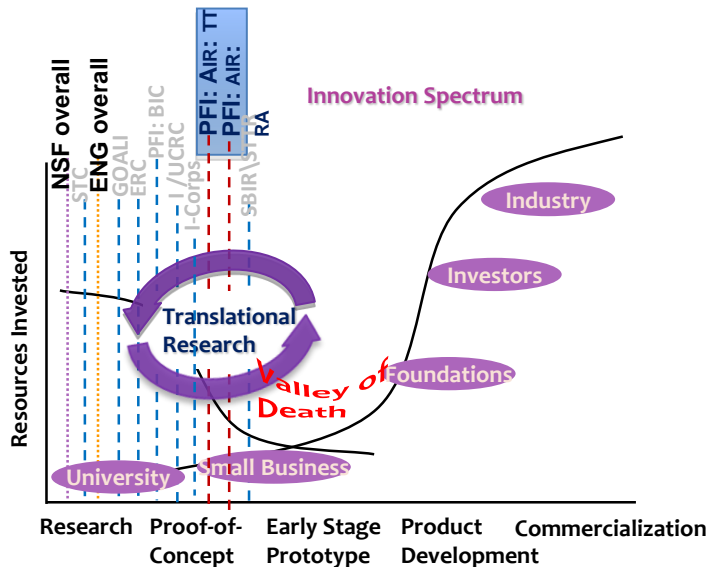 Innovation Spectrum
NSF overall
STC
ENG overall
GOALI
ERC
PFI: BIC
I /UCRC
I-Corps
PFI: AIR: TT
PFI: AIR:
RA
SBIR\STTR
Resources Invested
Translational
Research
Valley of
Death
Industry
Investors
Foundations
Small Business
University
Research
Proof-of-
Concept
Early Stage
Prototype
Product
Development
Commercialization